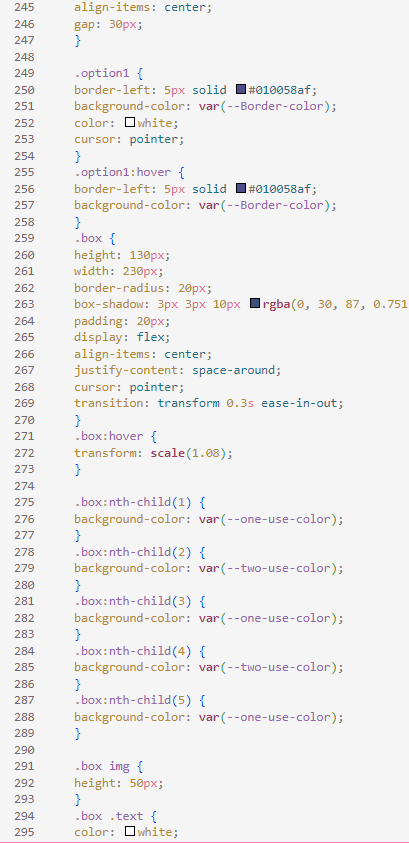 245 align-items: center;
246 gap: 30px;
247 }
248
249 .option1 {
250 border-left: 5px solid #010058af;
251 background-color: var(--Border-color);
252 color: white;
253 cursor: pointer;
254 }
255 .option1:hover {
256 border-left: 5px solid #010058af;
257 background-color: var(--Border-color);
258 }
259 .box {
260 height: 130px;
261 width: 230px;
262 border-radius: 20px;
263 box-shadow: 3px 3px 10px rgba(0, 30, 87, 0.751
264 padding: 20px;
265 display: flex;
266 align-items: center;
267 justify-content: space-around;
268 cursor: pointer;
269 transition: transform 0.3s ease-in-out;
270 }
271 .box:hover {
272 transform: scale(1.08);
273 }
274
275 .box:nth-child(1) {
276 background-color: var(--one-use-color);
277 }
278 .box:nth-child(2) {
279 background-color: var(--two-use-color);
280 }
281 .box:nth-child(3) {
282 background-color: var(--one-use-color);
283 }
284 .box:nth-child(4) {
285 background-color: var(--two-use-color);
286 }
287 .box:nth-child(5) {
288 background-color: var(--one-use-color);
289 }
290
291 .box img {
292 height: 50px;
293 }
294 .box .text {
295 color: white;